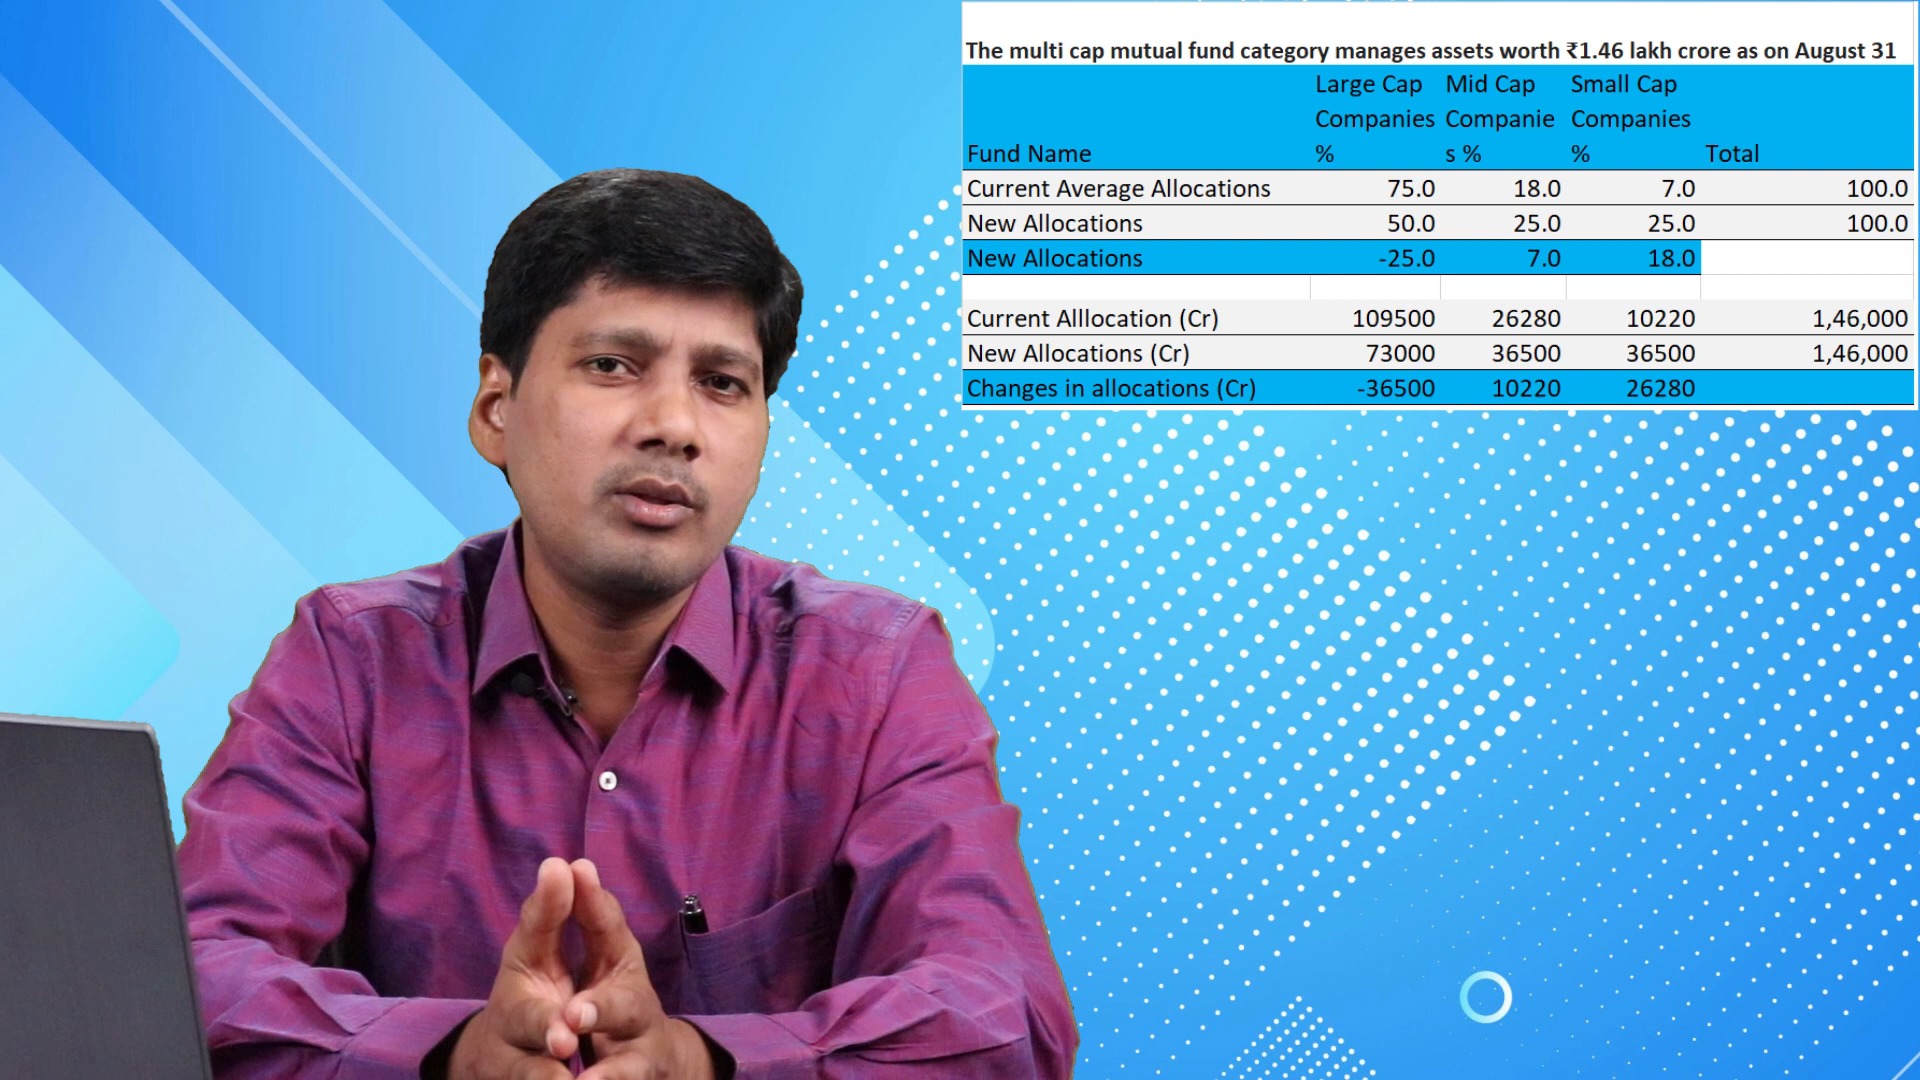 The multi cap mutual fund category manages assets worth ₹1.46 lakh crore as on August 31
Large Cap Mid Cap Small Cap
Companies Companie Companies
Fund Name % s % % Total
Current Average Allocations 75.0 18.0 7.0 100.0
New Allocations 50.0 25.0 25.0 100.0
New Allocations -25.0 7.0 18.0
Current Alllocation (Cr) 109500 26280 10220 1,46,000
New Allocations (Cr) 73000 36500 36500 1,46,000
Changes in allocations (Cr) -36500 10220 26280